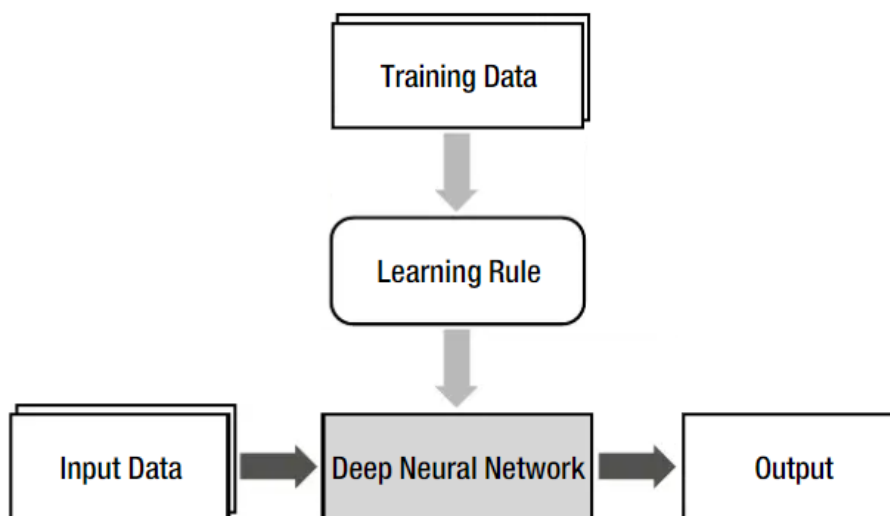 Training Data
Learning Rule
Input Data
Deep Neural Network
Output